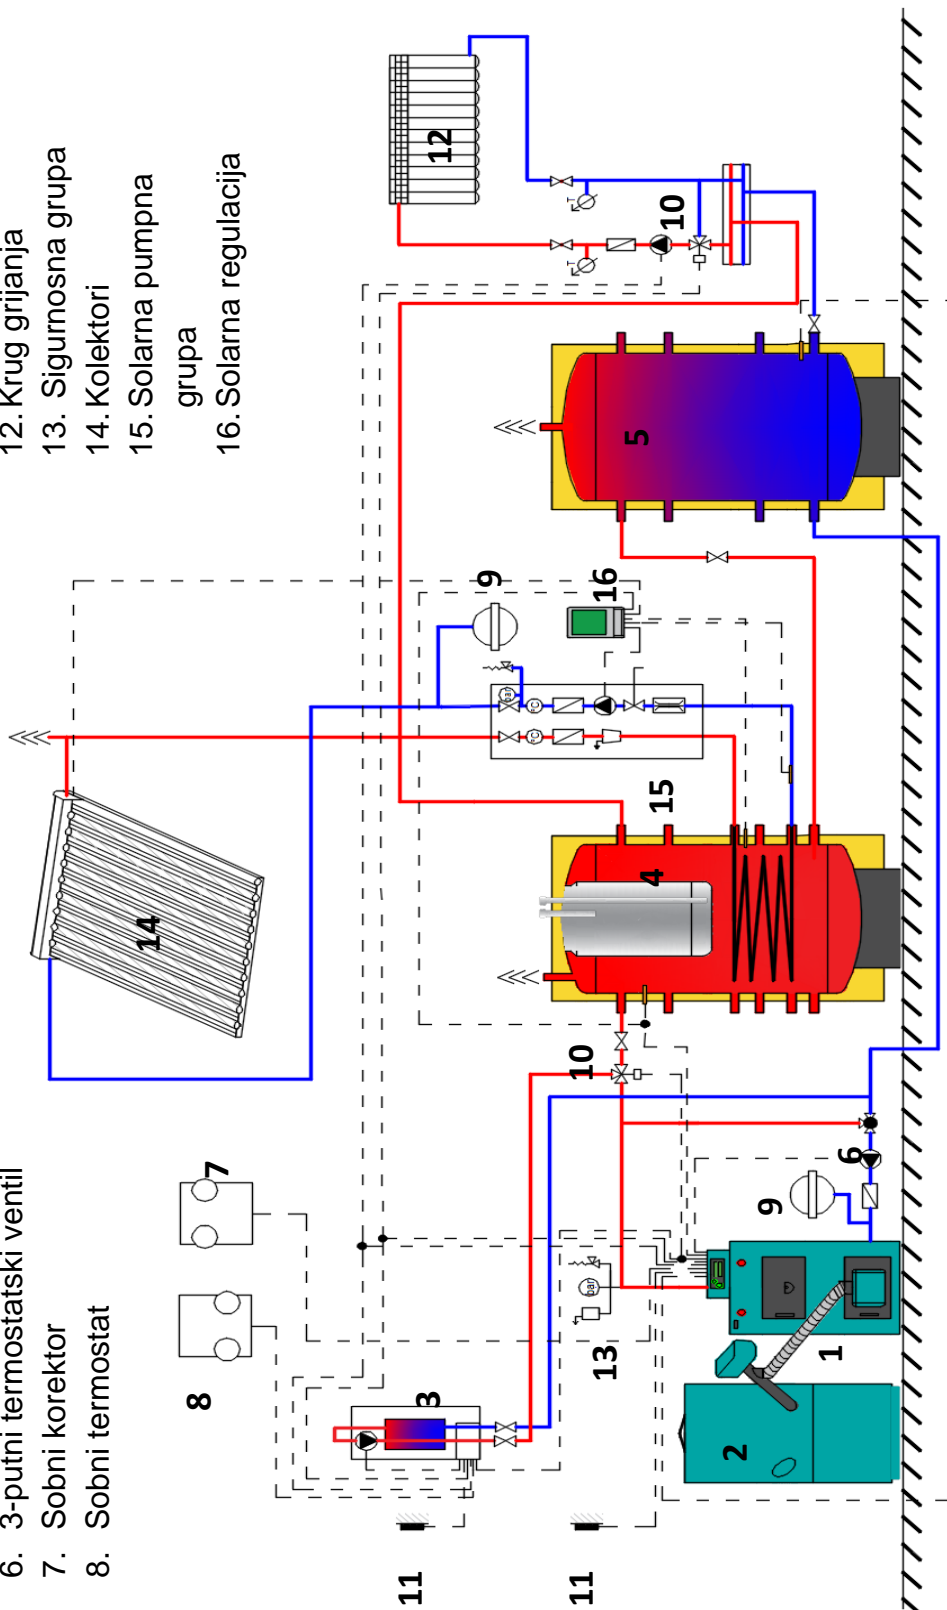 6. 3-putni termostatski ventil
7. Sobni korektor
8. Sobni termostat
12. Krug grijanja
13. Sigurnosna grupa
14. Kolektori
15. Solarna pumpna
grupa
16. Solarna regulacija
14
12
8
7
3
11
11
13
10
10
9
9
16
15
4
5
6
1
2
bar
bar
°C
°C
T
T